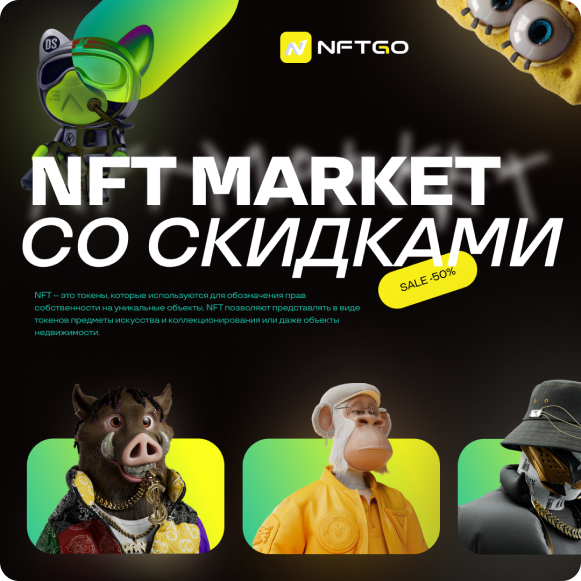 DS
NFTGO
NFT MARKET
СО СКИДКАМИ
SALE -50%
NFT – это токены, которые используются для обозначения прав
собственности на уникальные объекты. NFT позволяют представлять в виде
токенов предметы искусства и коллекционирования или даже объекты
недвижимости.